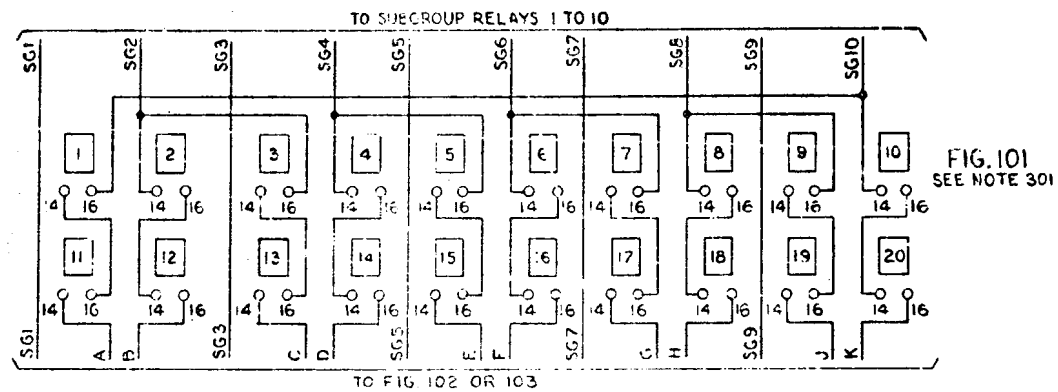 TO SUBGROUP RELAYS 1 TO 10
SG1 SG2 SG3 SG4 SG5 SG6 SG7 SG8 SG9 SG10
1 2 3 4 5 6 7 8 9 10
FIG. 101
SEE NOTE 301
14 16 14 16 14 16 14 16 14 16 14 16 14 16 14 16 14 16 14 16
11 12 13 14 15 16 17 18 19 20
14 16 14 16 14 16 14 16 14 16 14 16 14 16 14 16 14 16 14 16
SG1 A B SG3 C D SG5 E F SG7 G H SG9 J K
TO FIG. 102 OR 103